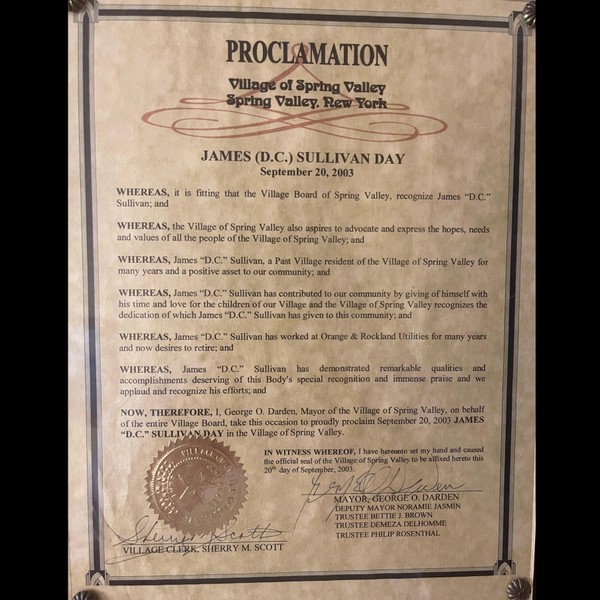 PROCLAMATION
Village of Spring Valley
Spring Valley, New York
JAMES (D.C.) SULLIVAN DAY
September 20, 2003
WHEREAS, it is fitting that the Village Board of Spring Valley, recognize James “D.C.”
Sullivan; and
WHEREAS, the Village of Spring Valley also aspires to advocate and express the hopes, needs
and values of all the people of the Village of Spring Valley; and
WHEREAS, James “D.C.” Sullivan, a Past Village resident of the Village of Spring Valley for
many years and a positive asset to our community; and
WHEREAS, James “D.C.” Sullivan has contributed to our community by giving of himself with
his time and love for the children of our Village and the Village of Spring Valley recognizes the
dedication of which James “D.C.” Sullivan has given to this community; and
WHEREAS, James “D.C.” Sullivan has worked at Orange & Rockland Utilities for many years
and now desires to retire; and
WHEREAS, James “D.C.” Sullivan has demonstrated remarkable qualities and
accomplishments deserving of this Body's special recognition and immense praise and we
applaud and recognize his efforts; and
NOW, THEREFORE, I, George O. Darden, Mayor of the Village of Spring Valley, on behalf
of the entire Village Board, take this occasion to proudly proclaim September 20, 2003 JAMES
“D.C.” SULLIVAN DAY in the Village of Spring Valley.
IN WITNESS WHEREOF, I have hereunto set my hand and caused
the official seal of the Village of Spring Valley to be affixed hereto this
20th day of September, 2003.
MAYOR, GEORGE O. DARDEN
DEPUTY MAYOR NORAMIE JASMIN
TRUSTEE BETTIE J. BROWN
TRUSTEE DEMEZA DELHOMME
TRUSTEE PHILIP ROSENTHAL
Sherry M Scott
VILLAGE CLERK, SHERRY M. SCOTT